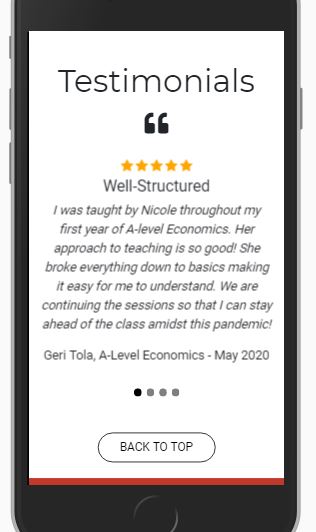 Testimonials
“
Well-Structured
I was taught by Nicole throughout my
first year of A-level Economics. Her
approach to teaching is so good! She
broke everything down to basics making
it easy for me to understand. We are
continuing the sessions so that I can stay
ahead of the class amidst this pandemic!
Geri Tola, A-Level Economics - May 2020
BACK TO TOP